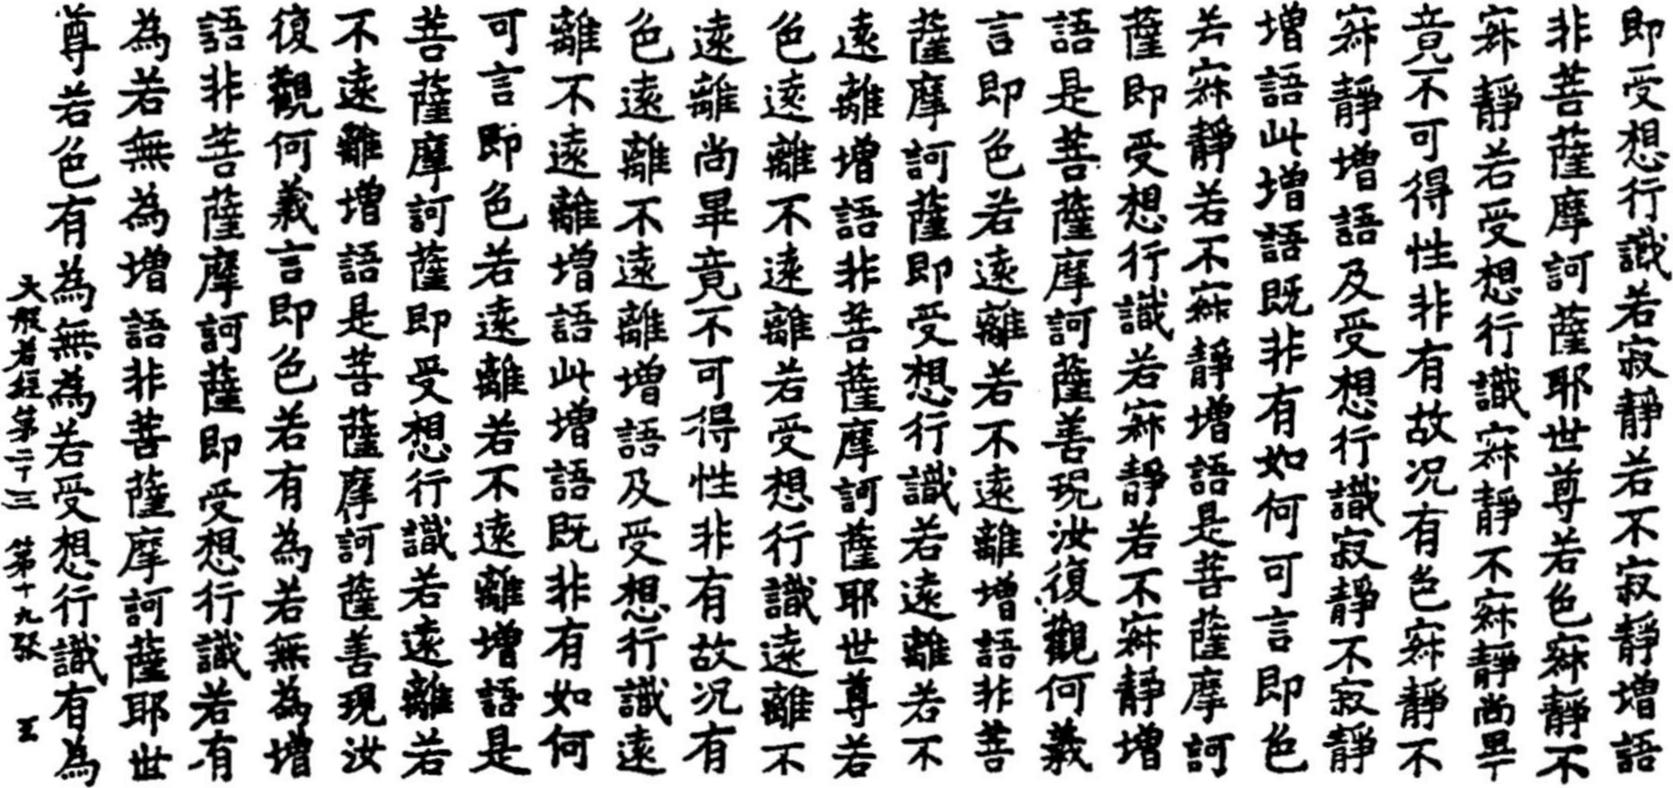 即受想行識若寂靜若不寂靜增語
非菩薩摩訶薩耶世尊若色寂靜不
寂靜若受想行識寂靜不寂靜尚畢
竟不可得性非有故况有色寂靜不
寂靜增語及受想行識寂靜不寂靜
增語此增語既非有如何可言即色
若寂靜若不寂靜增語是菩薩摩訶
薩即受想行識若寂靜若不寂靜增
語是菩薩摩訶薩善現汝復觀何義
言即色若遠離若不遠離增語非菩
薩摩訶薩即受想行識若遠離若不
遠離增語非菩薩摩訶薩耶世尊若
色遠離不遠離若受想行識遠離不
遠離尚畢竟不可得性非有故况有
色遠離不遠離增語及受想行識遠
離不遠離增語此增語既非有如何
可言即色若遠離若不遠離增語是
菩薩摩訶薩即受想行識若遠離若
不遠離增語是菩薩摩訶薩善現汝
復觀何義言即色若有為若無為增
語非菩薩摩訶薩即受想行識若有
為若無為增語非菩薩摩訶薩耶世
尊若色有為無為若受想行識有為
大般若經第二十三 第十九張 王